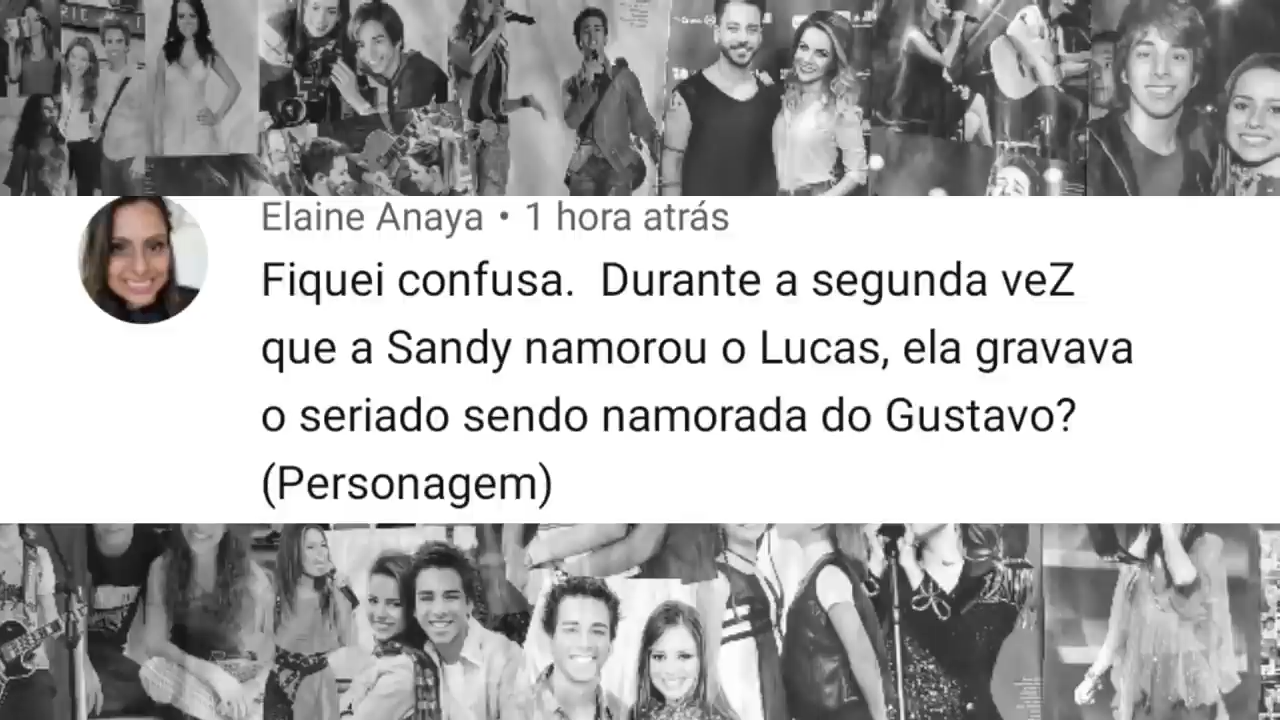 Elaine Anaya • 1 hora atrás
Fiquei confusa.  Durante a segunda veZ
que a Sandy namorou o Lucas, ela gravava
o seriado sendo namorada do Gustavo?
(Personagem)